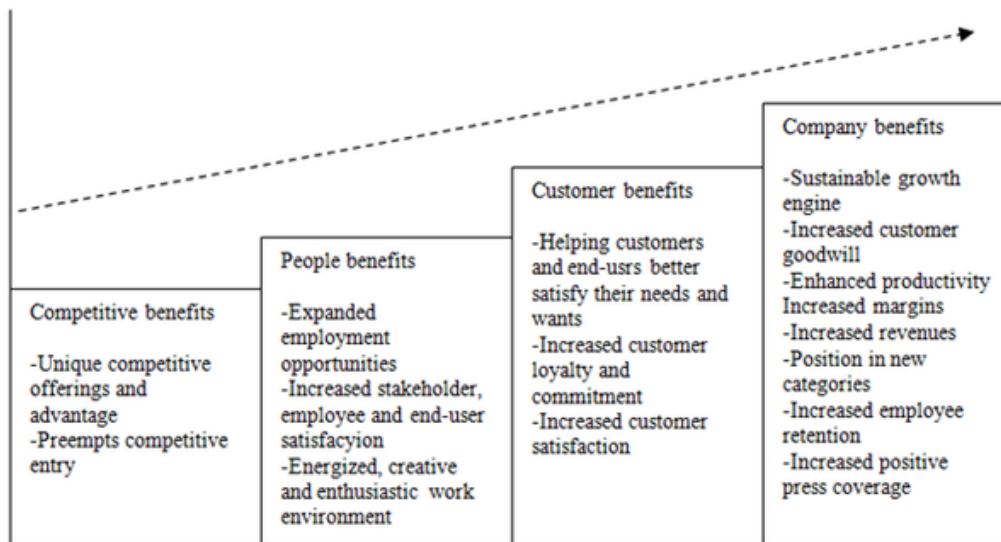 Competitive benefits
-Unique competitive
offerings and
advantage
-Preempts competitive
entry
People benefits
-Expanded
employment
opportunities
-Increased stakeholder,
employee and end-user
satisfacyion
-Energized, creative
and enthusiastic work
environment
Customer benefits
-Helping customers
and end-usrs better
satisfy their needs and
wants
-Increased customer
loyalty and
commitment
-Increased customer
satisfaction
Company benefits
-Sustainable growth
engine
-Increased customer
goodwill
-Enhanced productivity
Increased margins
-Increased revenues
-Position in new
categories
-Increased employee
retention
-Increased positive
press coverage